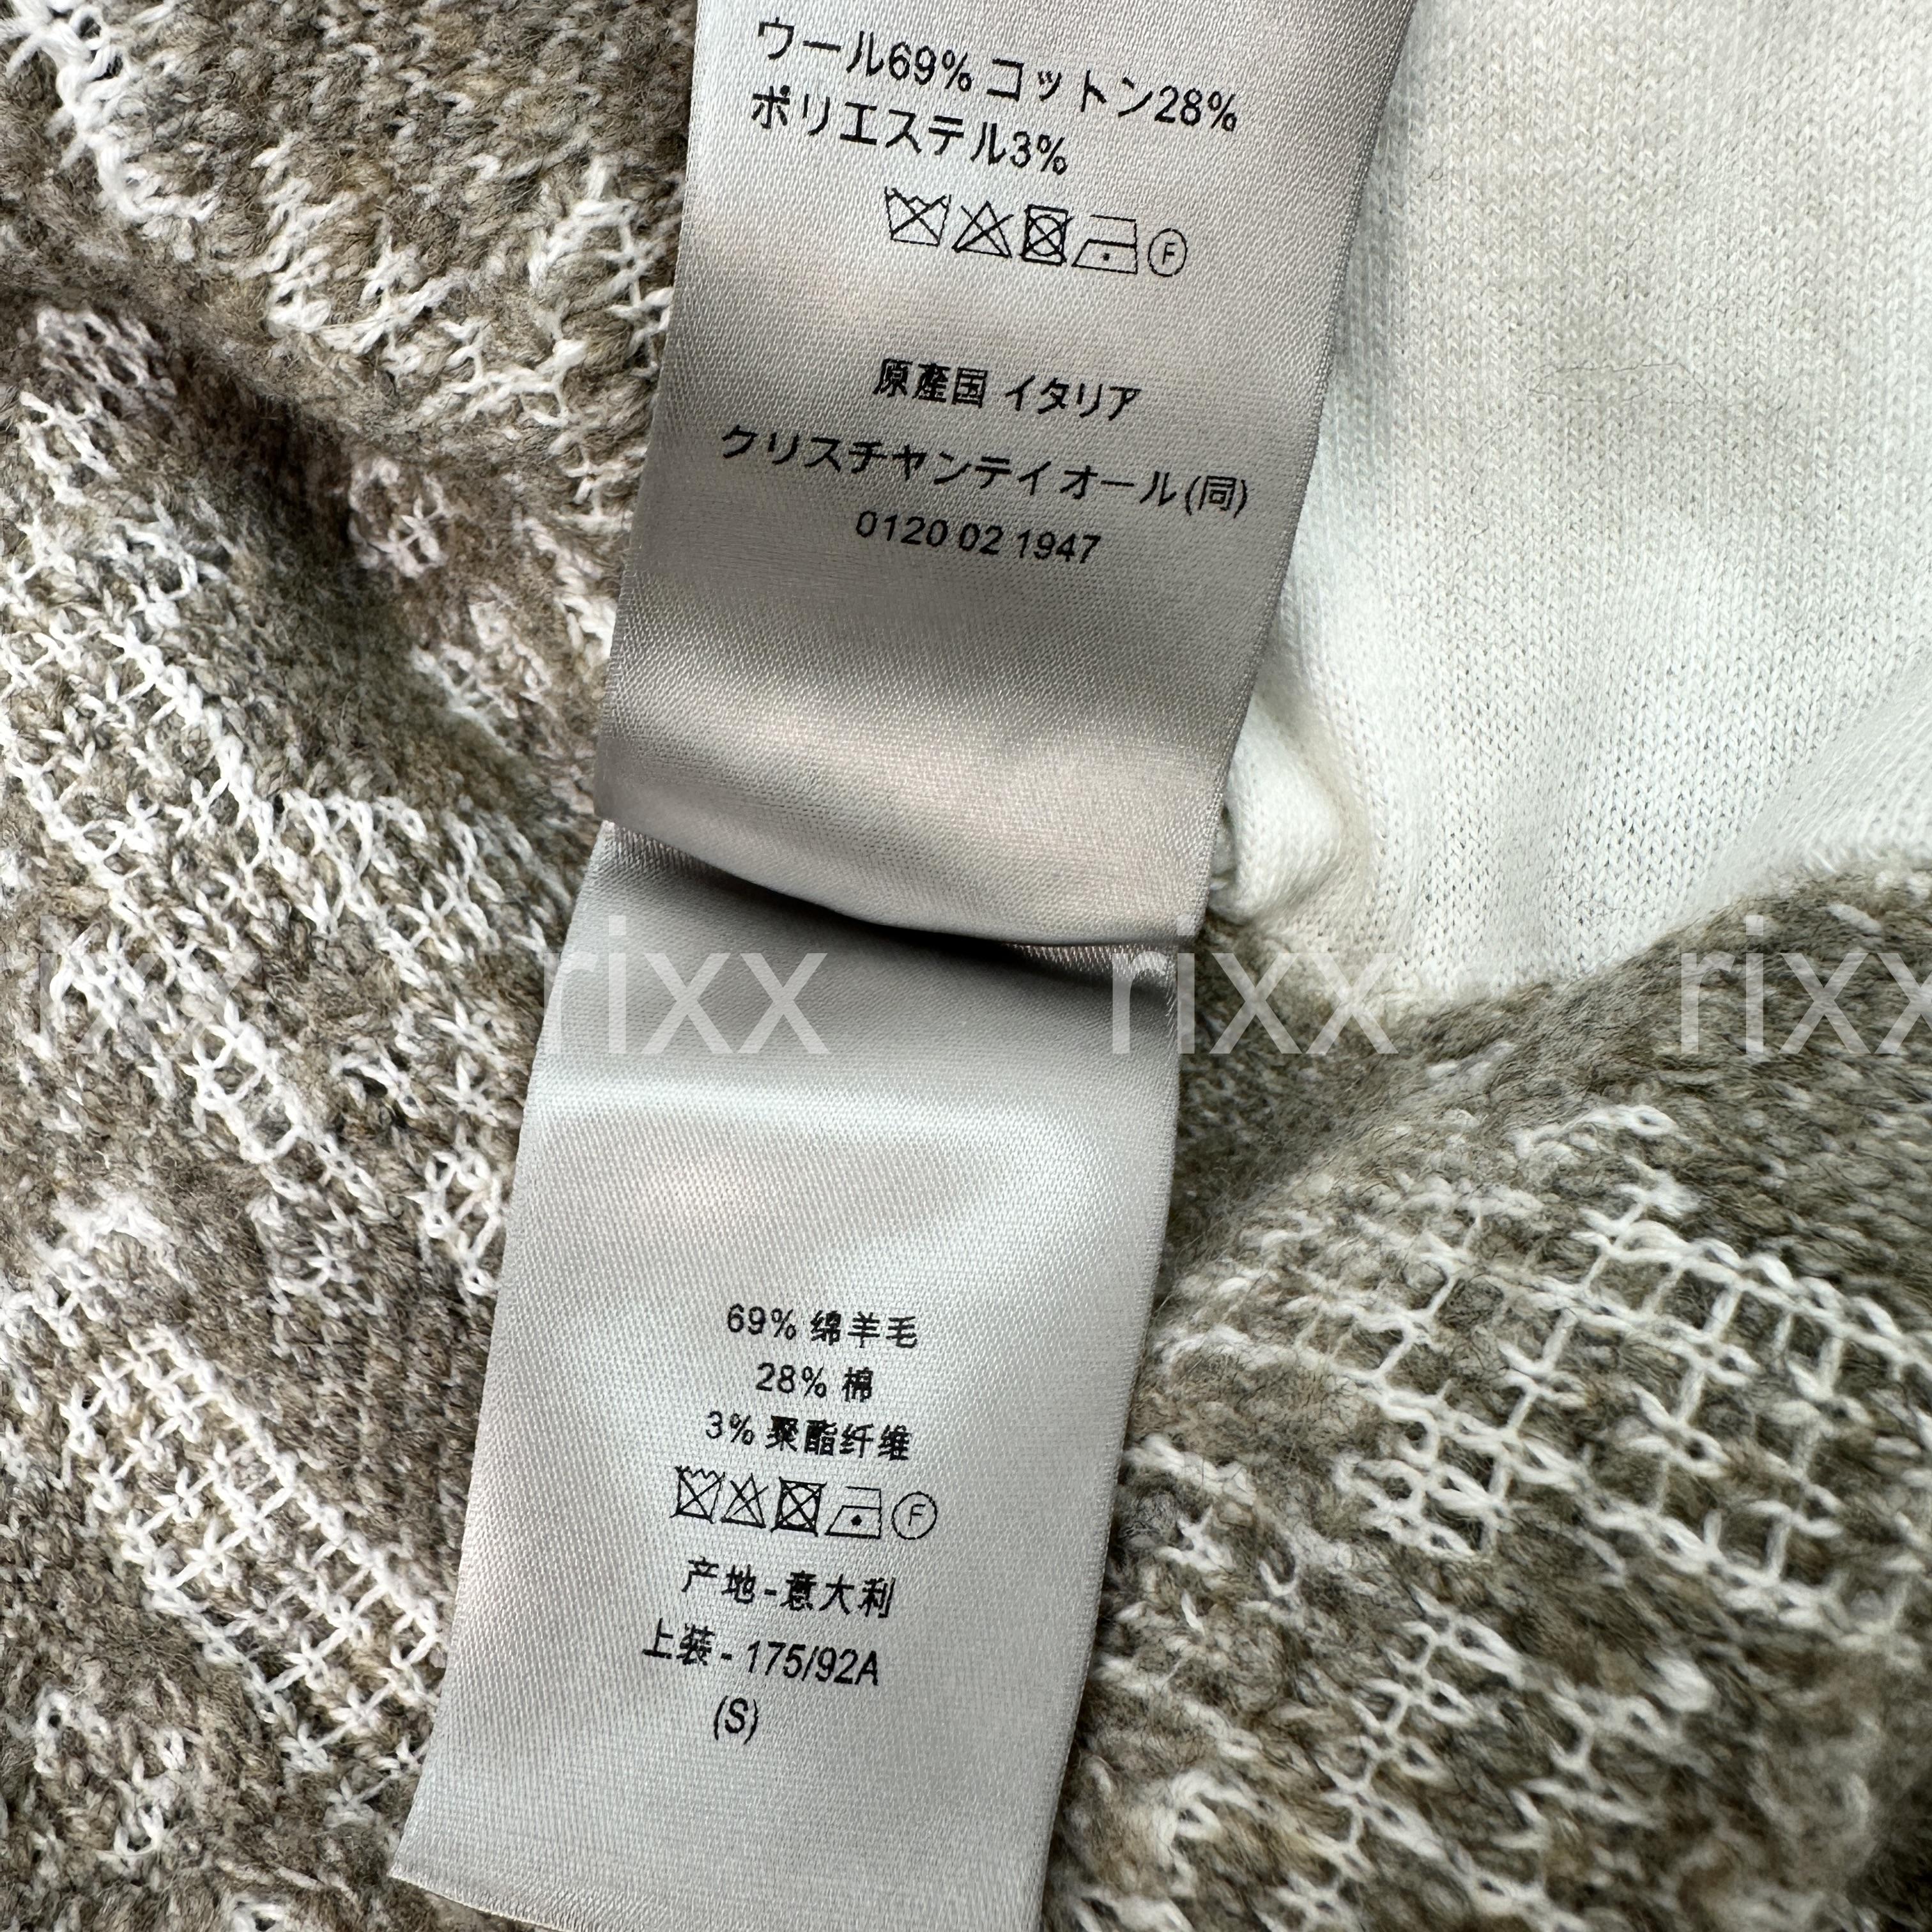 ウール69% コットン28%
ポリエステル3%
F
原産国 イタリア
クリスチャンディオール(同)
0120 02 1947
rixx rixx rixx rixx
69% 绵羊毛
28% 棉
3% 聚酯纤维
F
产地-意大利
上装- 175/92A
(S)